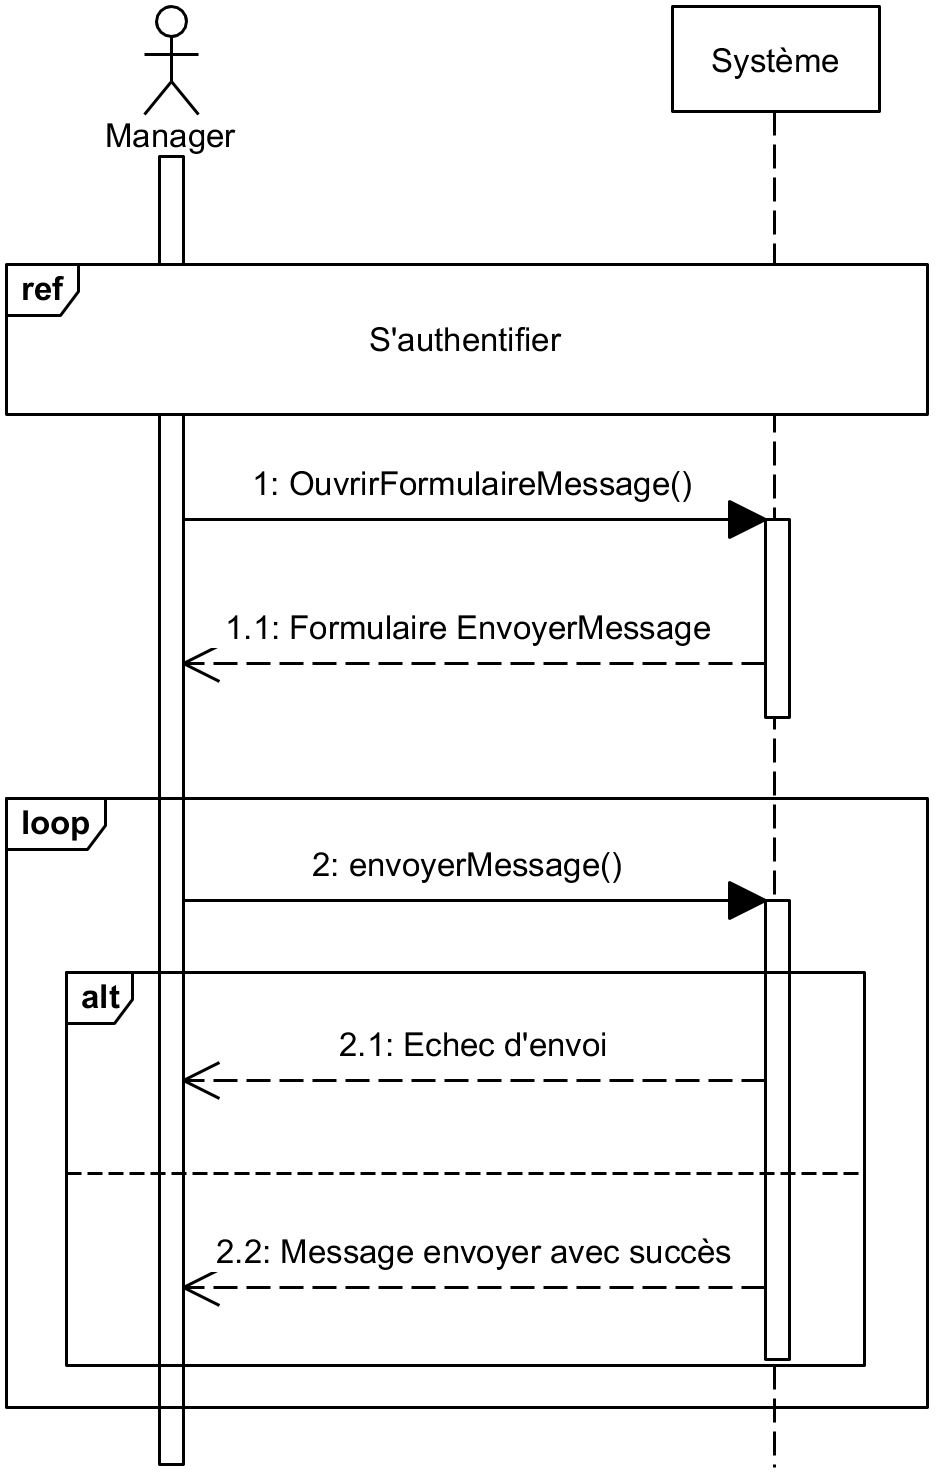 Système
Manager
ref
S'authentifier
1: OuvrirFormulaireMessage()
1.1: Formulaire EnvoyerMessage
loop
2: envoyerMessage()
alt
2.1: Echec d'envoi
2.2: Message envoyer avec succès